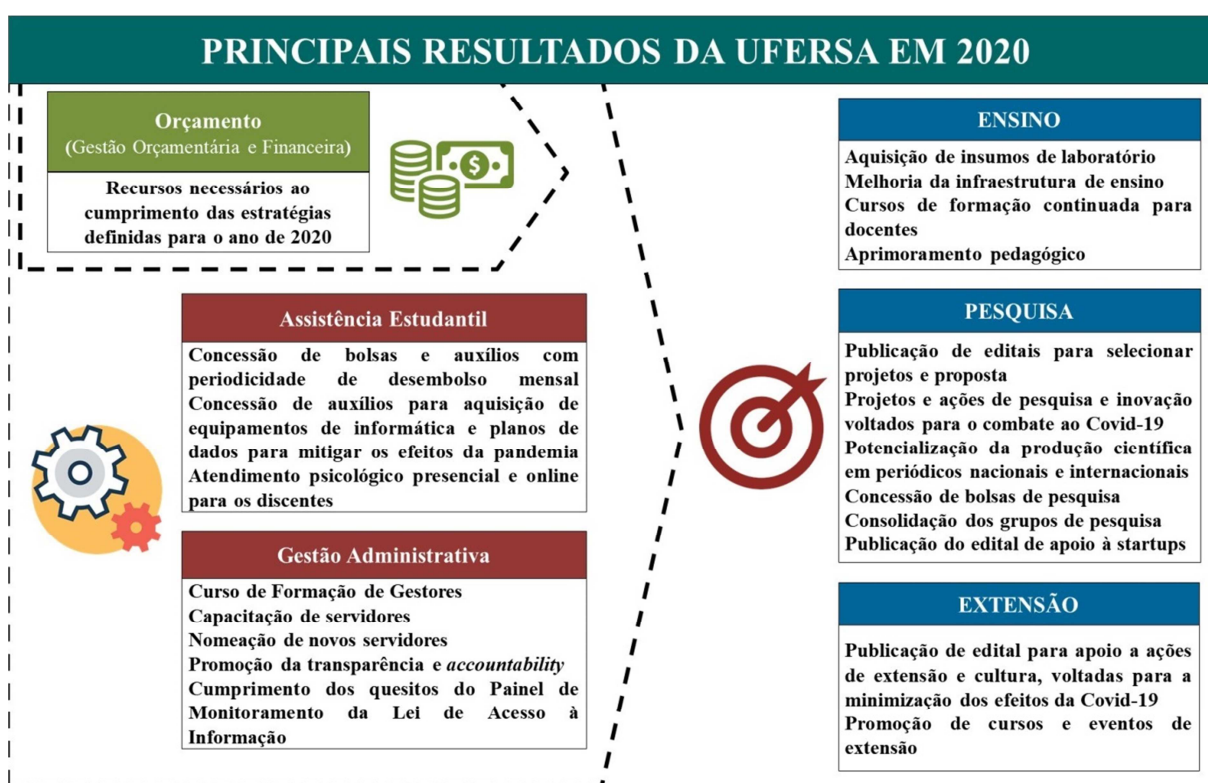 PRINCIPAIS RESULTADOS DA UFERSA EM 2020
Orçamento
(Gestão Orçamentária e Financeira)
Recursos necessários ao
cumprimento das estratégias
definidas para o ano de 2020
$
Assistência Estudantil
Concessão de bolsas e auxílios com
periodicidade de desembolso mensal
Concessão de auxílios para aquisição de
equipamentos de informática e planos de
dados para mitigar os efeitos da pandemia
Atendimento psicológico presencial e online
para os discentes
Gestão Administrativa
Curso de Formação de Gestores
Capacitação de servidores
Nomeação de novos servidores
Promoção da transparência e accountability
Cumprimento dos quesitos do Painel de
Monitoramento da Lei de Acesso à
Informação
ENSINO
Aquisição de insumos de laboratório
Melhoria da infraestrutura de ensino
Cursos de formação continuada para
docentes
Aprimoramento pedagógico
PESQUISA
Publicação de editais para selecionar
projetos e proposta
Projetos e ações de pesquisa e inovação
voltados para o combate ao Covid-19
Potencialização da produção científica
em periódicos nacionais e internacionais
Concessão de bolsas de pesquisa
Consolidação dos grupos de pesquisa
Publicação do edital de apoio à startups
EXTENSÃO
Publicação de edital para apoio a ações
de extensão e cultura, voltadas para a
minimização dos efeitos da Covid-19
Promoção de cursos e eventos de
extensão